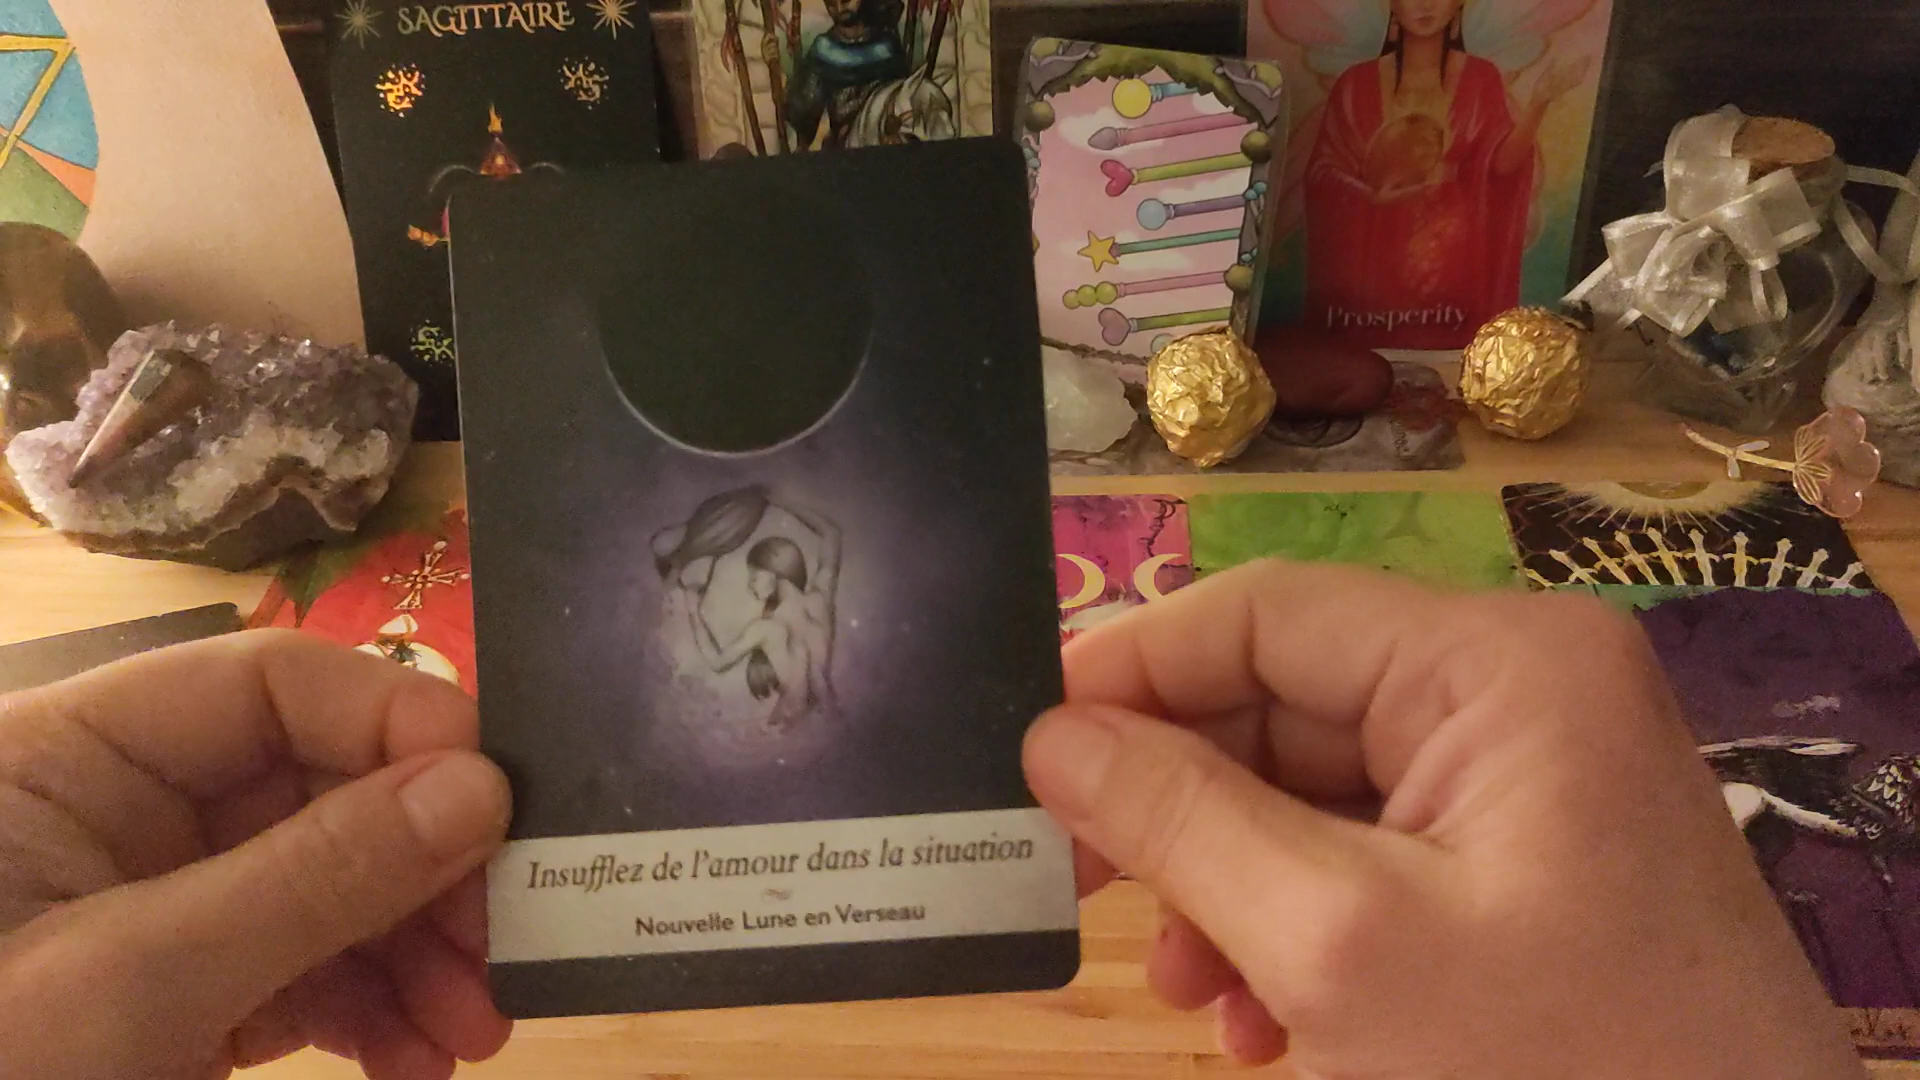 SAGITTAIRE
Prosperity
Insufflez de l'amour dans la situation
Nouvelle Lune en Verseau